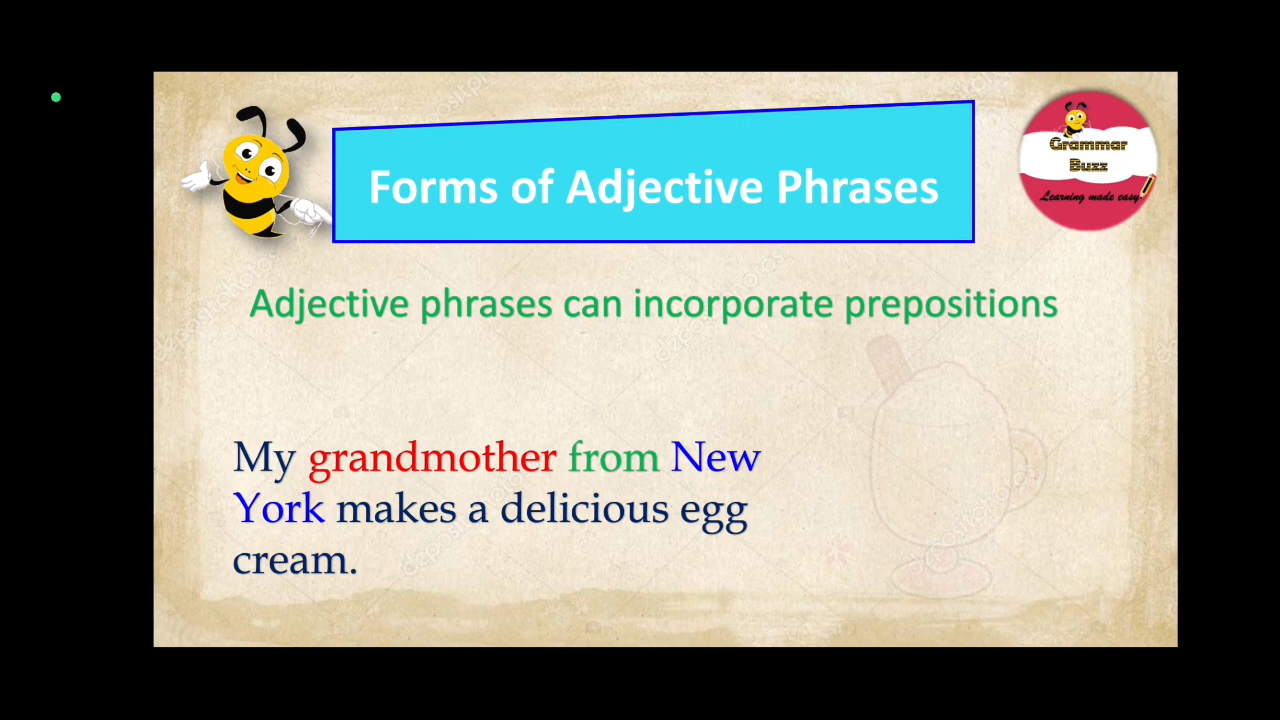 Forms of Adjective Phrases
Grammar
Buzz
Learning made easy
Adjective phrases can incorporate prepositions
My grandmother from New
York makes a delicious egg
cream.